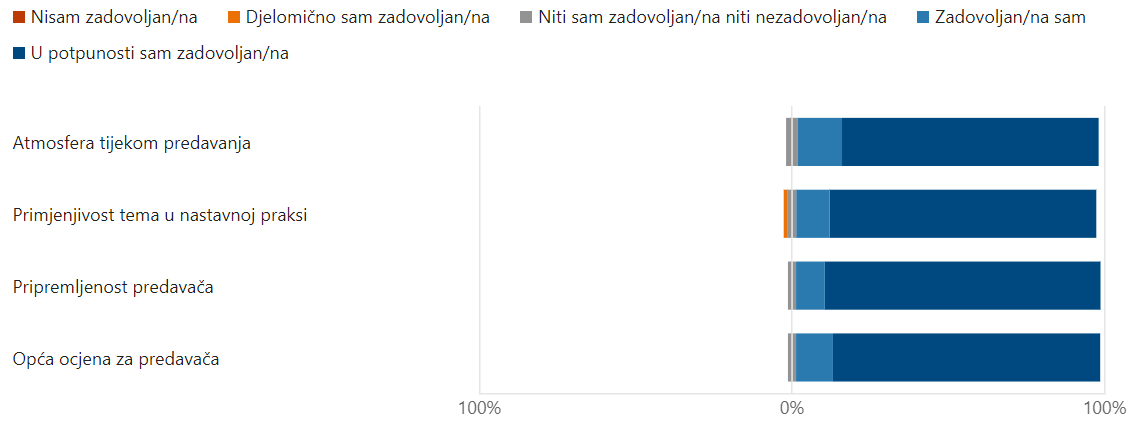 Nisam zadovoljan/na Djelomično sam zadovoljan/na Niti sam zadovoljan/na niti nezadovoljan/na Zadovoljan/na sam
U potpunosti sam zadovoljan/na
Atmosfera tijekom predavanja
Primjenjivost tema u nastavnoj praksi
Pripremljenost predavača
Opća ocjena za predavača
100% 0% 100%